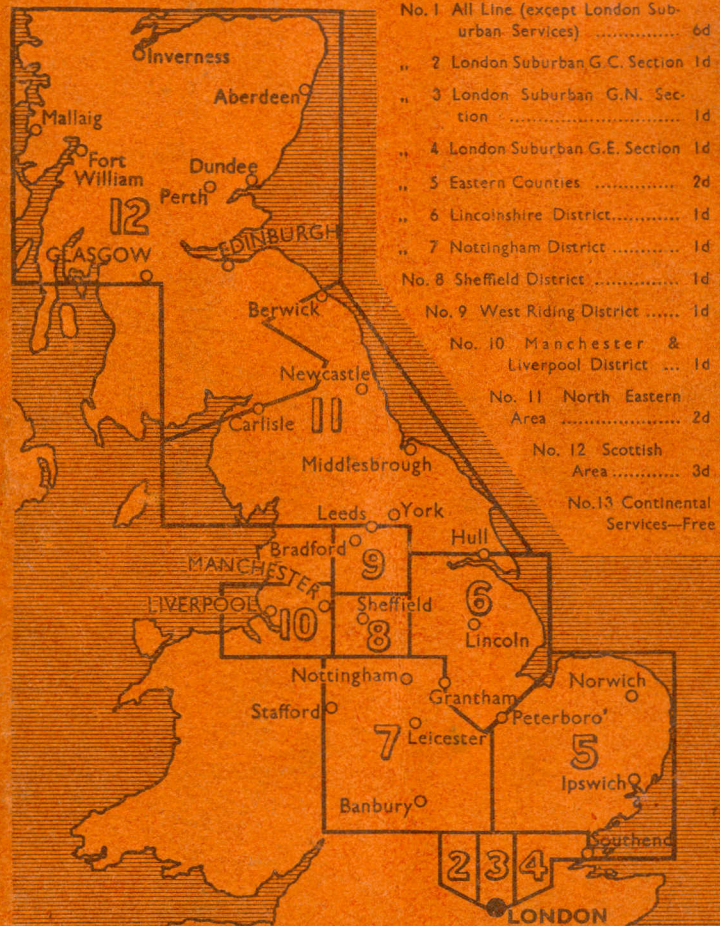 No. 1 All Line (except London Sub-
urban Services) .............. 6d
„ 2 London Suburban G.C. Section 1d
„ 3 London Suburban G.N. Sec-
tion ........................... 1d
„ 4 London Suburban G.E. Section 1d
„ 5 Eastern Counties .............. 2d
„ 6 Lincolnshire District............. 1d
„ 7 Nottingham District ........... 1d
No. 8 Sheffield District .............. 1d
No. 9 West Riding District ...... 1d
No. 10 Manchester &
Liverpool District ... 1d
No. 11 North Eastern
Area ........................ 2d
No. 12 Scottish
Area ............ 3d
No.13 Continental
Services—Free
Inverness
Aberdeen
Mallaig
Fort
William
Dundee
Perth
12
GLASGOW
EDINBURGH
Berwick
Newcastle
Carlisle
11
Middlesbrough
Leeds
York
Bradford
Hull
9
MANCHESTER
LIVERPOOL
10
Sheffield
8
6
Lincoln
Nottingham
Grantham
Norwich
Stafford
Peterboro'
7
Leicester
5
Ipswich
Banbury
Southend
2
3
4
LONDON